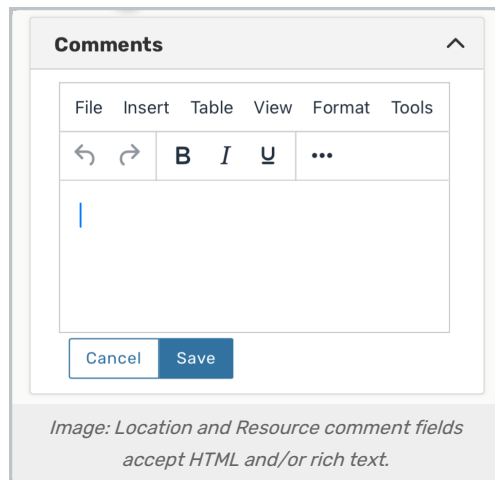 Comments
File Insert Table View Format Tools
B I U •••
Cancel Save
Image: Location and Resource comment fields
accept HTML and/or rich text.